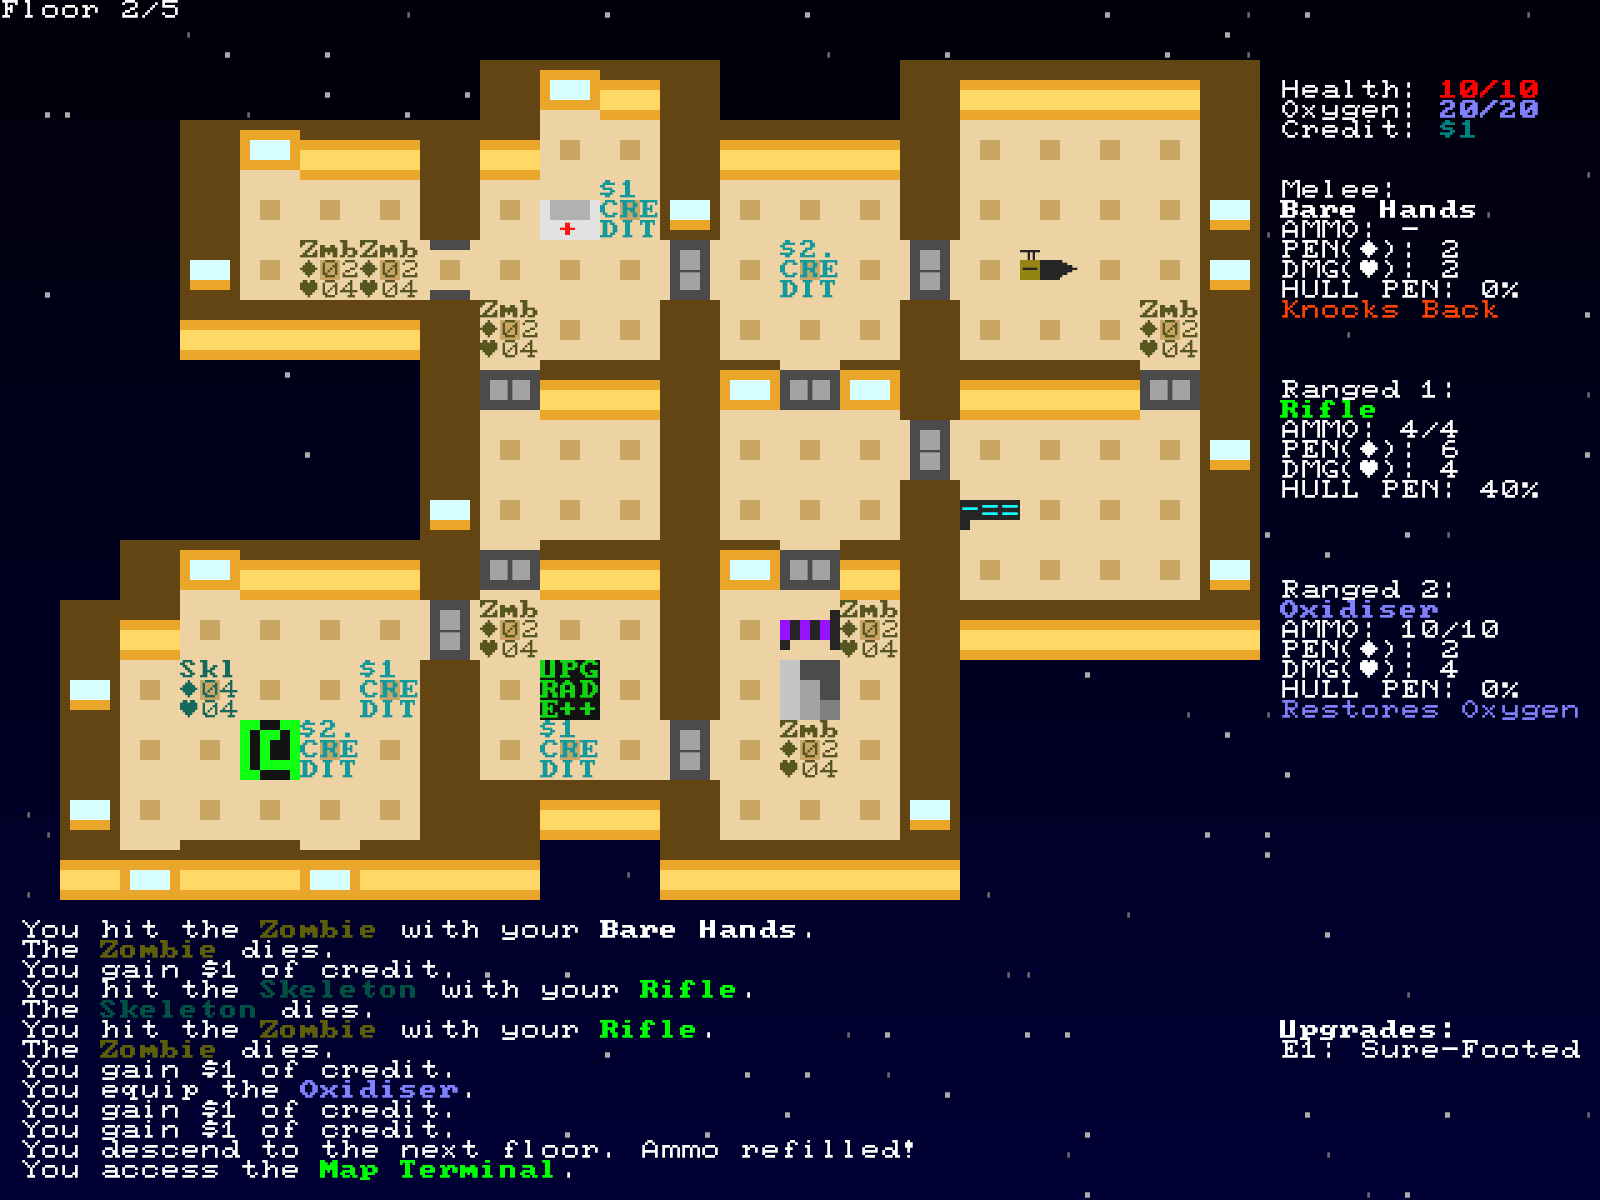 Floor 2/5
Health: 10/10
Oxygen: 20/20
Credit: $1
Melee:
Bare Hands
AMMO: -
PEN(♦): 2
DMG(♥): 2
HULL PEN: 0%
Knocks Back
Ranged 1:
Rifle
AMMO: 4/4
PEN(♦): 6
DMG(♥): 4
HULL PEN: 40%
Ranged 2:
Oxidiser
AMMO: 10/10
PEN(♦): 2
DMG(♥): 4
HULL PEN: 0%
Restores Oxygen
Upgrades:
E1: Sure-Footed
$1
CRE
DIT
Zmb Zmb
♦02 ♦02
♥04 ♥04
$2.
CRE
DIT
Zmb
♦02
♥04
Zmb
♦02
♥04
Zmb
♦02
♥04
Zmb
♦02
♥04
Skl
♦04
♥04
$1
CRE
DIT
UPG
RAD
E++
$2.
CRE
DIT
$1
CRE
DIT
Zmb
♦02
♥04
You hit the Zombie with your Bare Hands.
The Zombie dies.
You gain $1 of credit.
You hit the Skeleton with your Rifle.
The Skeleton dies.
You hit the Zombie with your Rifle.
The Zombie dies.
You gain $1 of credit.
You equip the Oxidiser.
You gain $1 of credit.
You gain $1 of credit.
You descend to the next floor. Ammo refilled!
You access the Map Terminal.